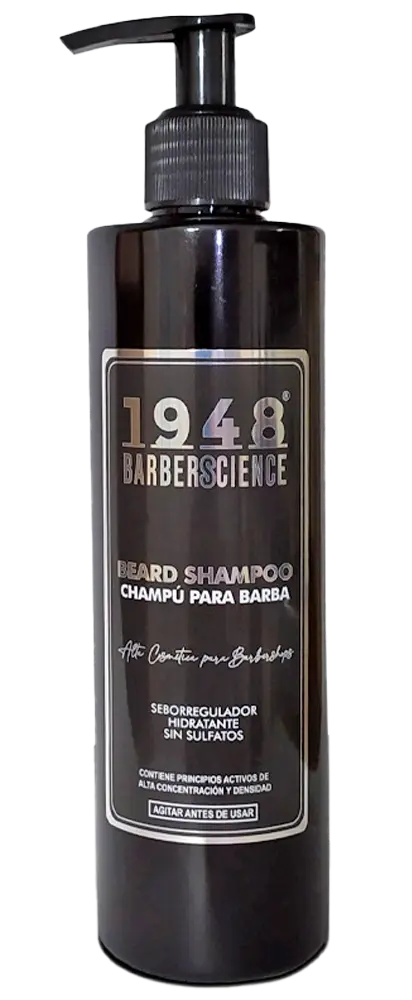 1948®
BARBERSCIENCE
BEARD SHAMPOO
CHAMPÚ PARA BARBA
Alta Cosmética para Barbershops
SEBORREGULADOR
HIDRATANTE
SIN SULFATOS
CONTIENE PRINCIPIOS ACTIVOS DE
ALTA CONCENTRACIÓN Y DENSIDAD
AGITAR ANTES DE USAR